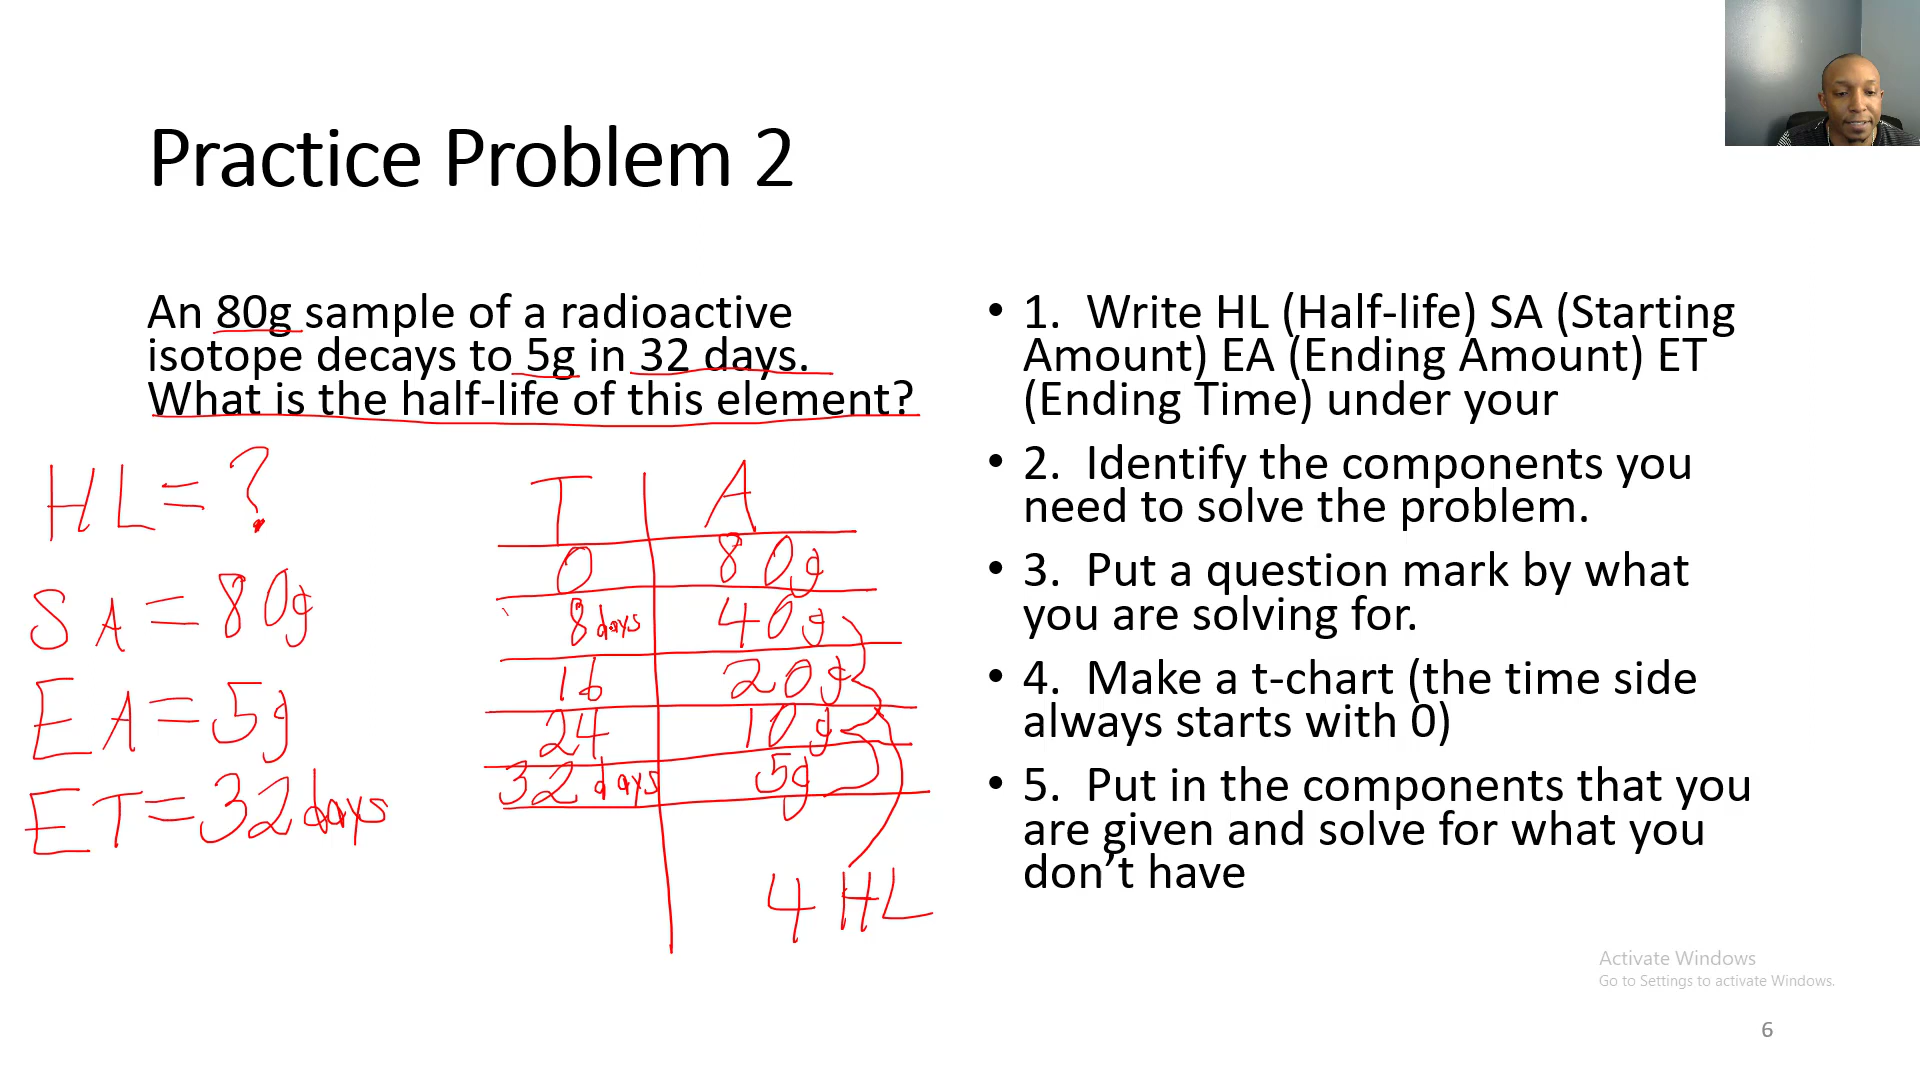 Practice Problem 2
An 80g sample of a radioactive
isotope decays to 5g in 32 days.
What is the half-life of this element?
HL = ?
SA = 80g
EA = 5g
ET = 32 days
T A
0 80g
8 days 40g
16 20g
24 10g
32 days 5g
4 HL
• 1. Write HL (Half-life) SA (Starting
Amount) EA (Ending Amount) ET
(Ending Time) under your
• 2. Identify the components you
need to solve the problem.
• 3. Put a question mark by what
you are solving for.
• 4. Make a t-chart (the time side
always starts with 0)
• 5. Put in the components that you
are given and solve for what you
don’t have
Activate Windows
Go to Settings to activate Windows.
6